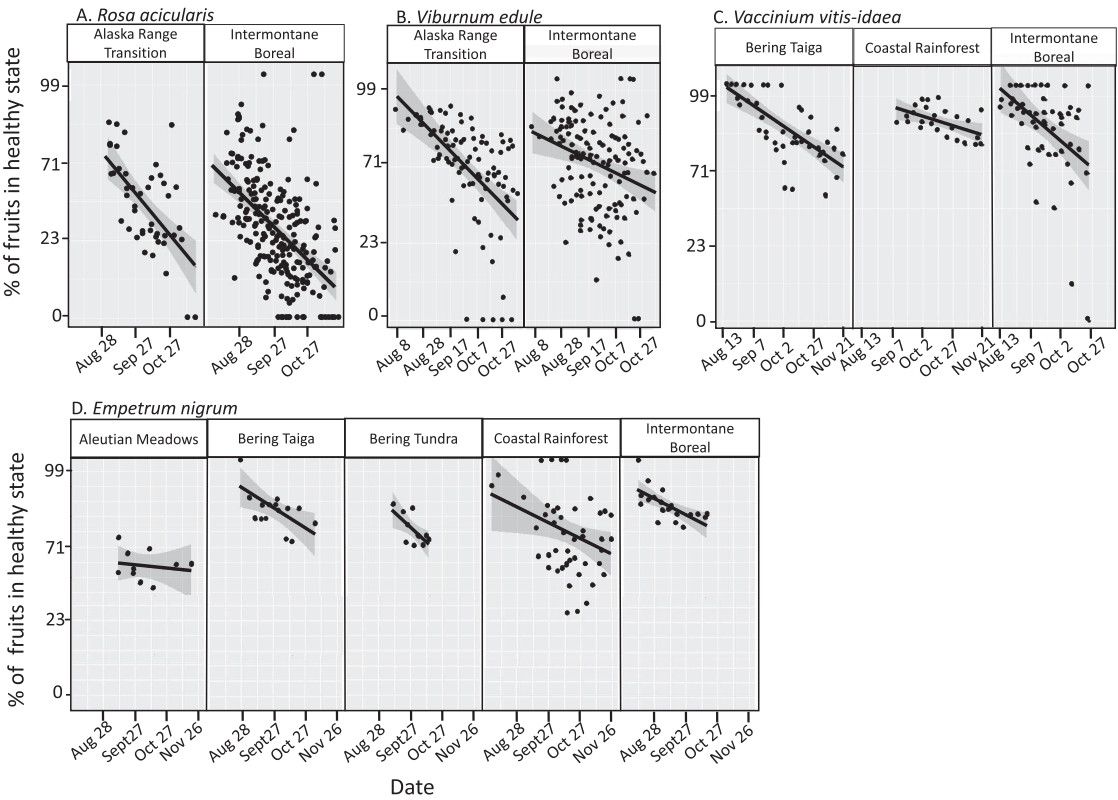 A. Rosa acicularis
Alaska Range
Transition
Intermontane
Boreal
% of fruits in healthy state
99
71
23
0
Aug 28
Sep 27
Oct 27
Aug 28
Sep 27
Oct 27
B. Viburnum edule
Alaska Range
Transition
Intermontane
Boreal
99
71
23
0
Aug 8
Aug 28
Sep 17
Oct 7
Oct 27
Aug 8
Aug 28
Sep 17
Oct 7
Oct 27
C. Vaccinium vitis-idaea
Bering Taiga
Coastal Rainforest
Intermontane
Boreal
99
71
23
0
Aug 13
Sep 7
Oct 2
Oct 27
Nov 21
Aug 13
Sep 7
Oct 2
Oct 27
Nov 21
Aug 13
Sep 7
Oct 2
Oct 27
D. Empetrum nigrum
Aleutian Meadows
Bering Taiga
Bering Tundra
Coastal Rainforest
Intermontane
Boreal
% of fruits in healthy state
99
71
23
0
Aug 28
Sept27
Oct 27
Nov 26
Aug 28
Sept27
Oct 27
Nov 26
Aug 28
Sept27
Oct 27
Nov 26
Aug 28
Sept27
Oct 27
Nov 26
Aug 28
Sept27
Oct 27
Nov 26
Date